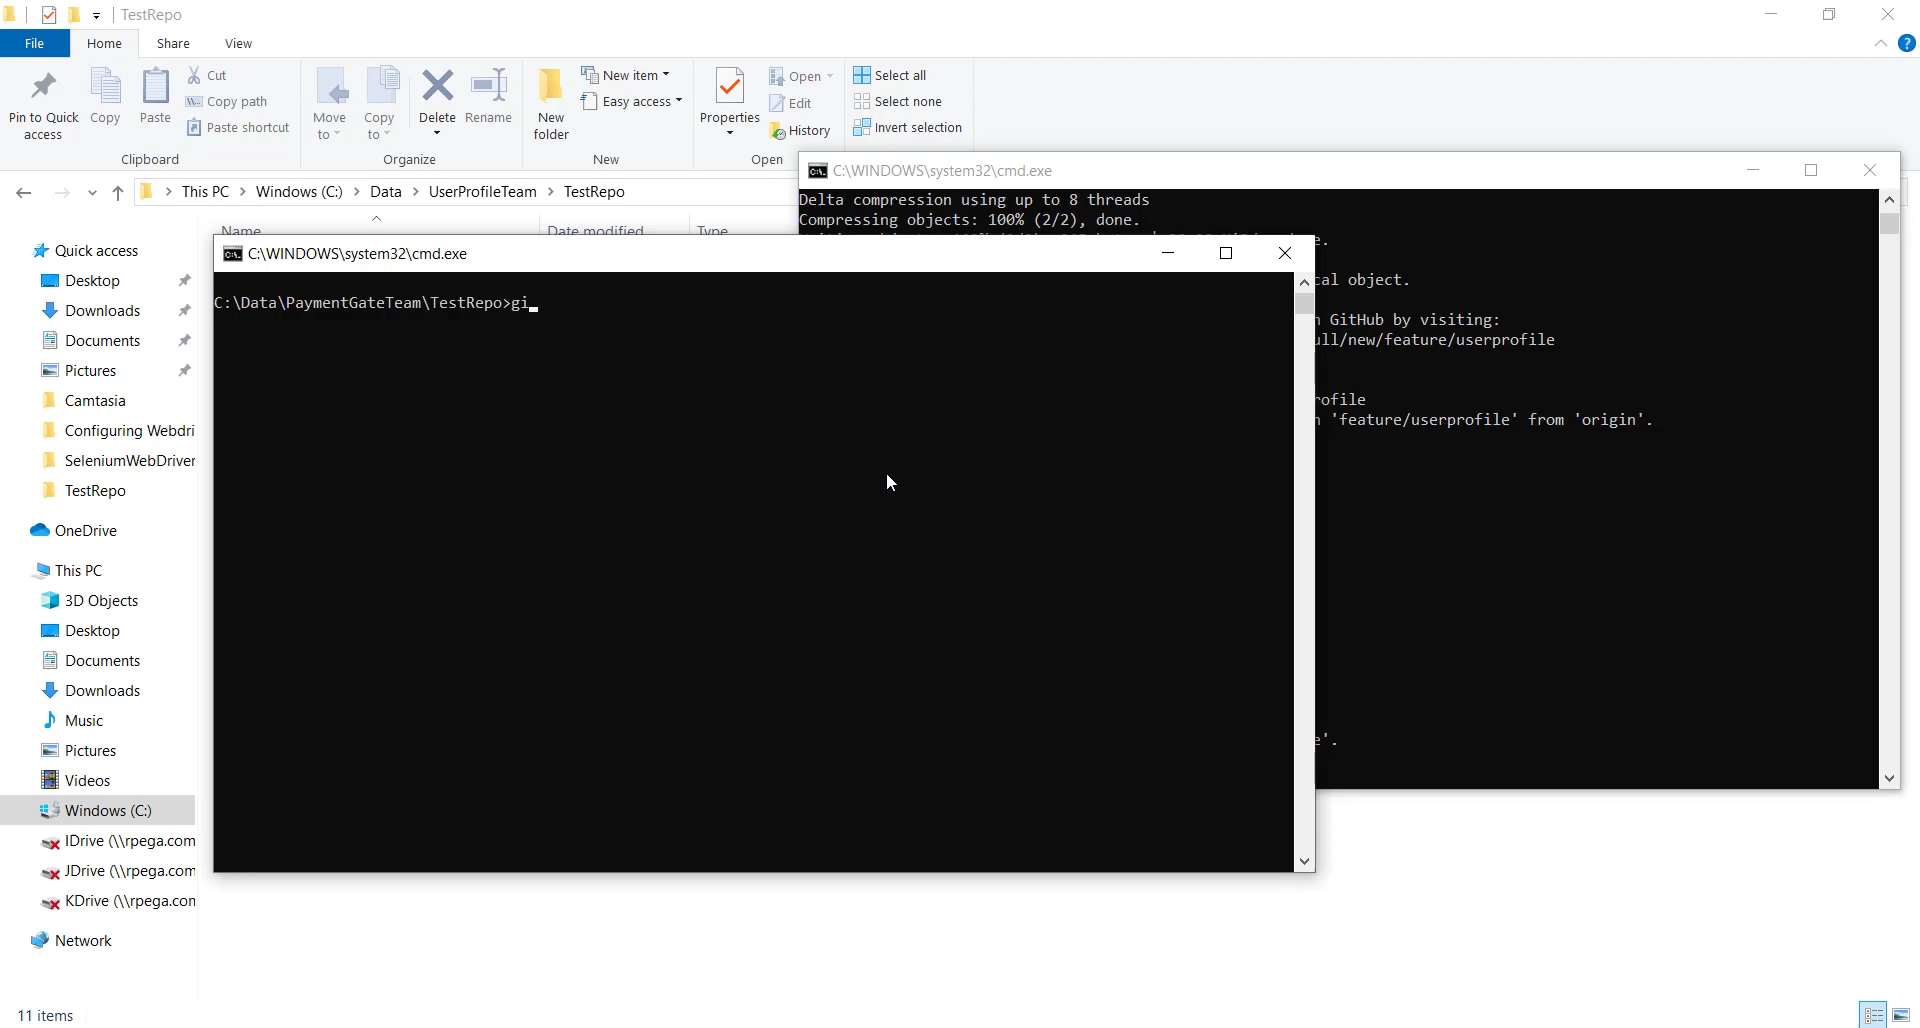 TestRepo
File Home Share View
Pin to Quick access
Copy
Paste
Cut
Copy path
Paste shortcut
Clipboard
Move to
Copy to
Delete
Rename
Organize
New folder
New item
Easy access
New
Properties
Open
Edit
History
Open
Select all
Select none
Invert selection
This PC > Windows (C:) > Data > UserProfileTeam > TestRepo
Name Date modified Type
C:\WINDOWS\system32\cmd.exe
Delta compression using up to 8 threads
Compressing objects: 100% (2/2), done.
cal object.
GitHub by visiting:
ull/new/feature/userprofile
rofile
'feature/userprofile' from 'origin'.
e'.
C:\WINDOWS\system32\cmd.exe
C:\Data\PaymentGateTeam\TestRepo>gi
Quick access
Desktop
Downloads
Documents
Pictures
Camtasia
Configuring Webdri
SeleniumWebDriver
TestRepo
OneDrive
This PC
3D Objects
Desktop
Documents
Downloads
Music
Pictures
Videos
Windows (C:)
IDrive (\\rpega.com
JDrive (\\rpega.com
KDrive (\\rpega.con
Network
11 items